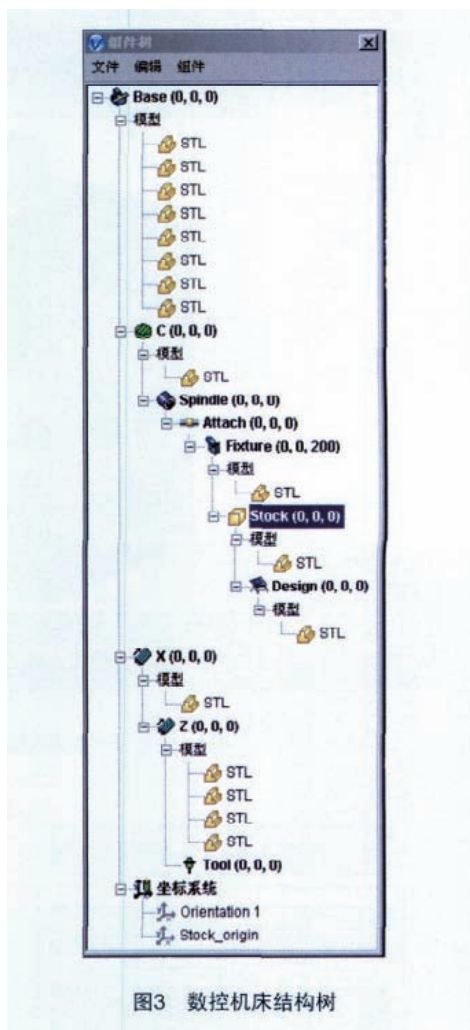 组件树
文件 编辑 组件
Base (0, 0, 0)
模型
STL
STL
STL
STL
STL
STL
STL
STL
C (0, 0, 0)
模型
STL
Spindle (0, 0, 0)
Attach (0, 0, 0)
Fixture (0, 0, 200)
模型
STL
Stock (0, 0, 0)
模型
STL
Design (0, 0, 0)
模型
STL
X (0, 0, 0)
模型
STL
Z (0, 0, 0)
模型
STL
STL
STL
STL
Tool (0, 0, 0)
坐标系统
Orientation 1
Stock_origin
图3 数控机床结构树